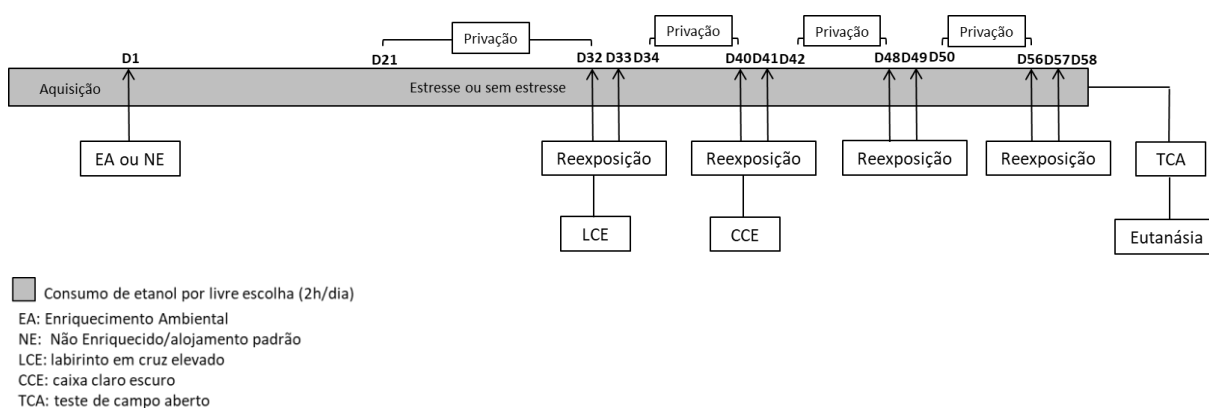 Privação
Privação
Privação
Privação
D1
D21
D32 D33 D34
D40 D41 D42
D48 D49 D50
D56 D57 D58
Aquisição
Estresse ou sem estresse
EA ou NE
Reexposição
Reexposição
Reexposição
Reexposição
TCA
LCE
CCE
Eutanásia
Consumo de etanol por livre escolha (2h/dia)
EA: Enriquecimento Ambiental
NE: Não Enriquecido/alojamento padrão
LCE: labirinto em cruz elevado
CCE: caixa claro escuro
TCA: teste de campo aberto